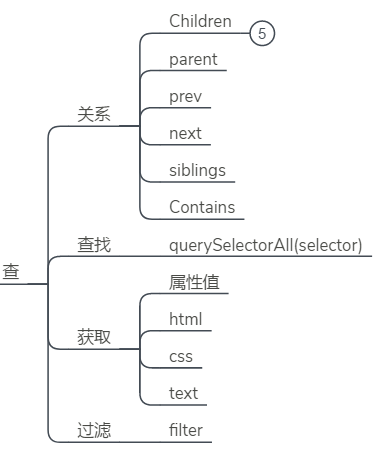 查
关系
Children
5
parent
prev
next
siblings
Contains
查找
querySelectorAll(selector)
获取
属性值
html
css
text
过滤
filter